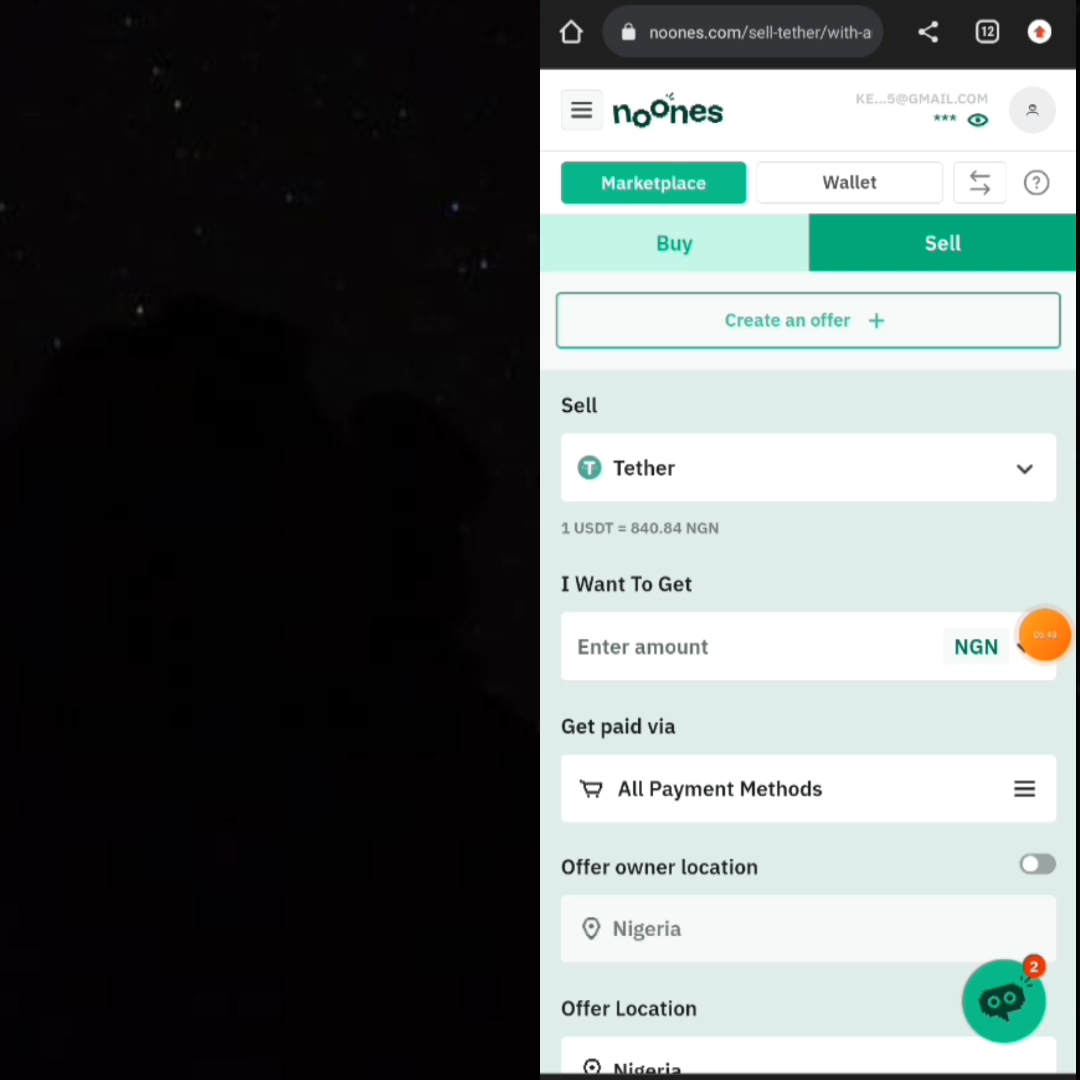 noones.com/sell-tether/with-a
12
noones
KE...5@GMAIL.COM
***
Marketplace
Wallet
?
Buy
Sell
Create an offer +
Sell
T
Tether
1 USDT = 840.84 NGN
I Want To Get
Enter amount
NGN
Get paid via
All Payment Methods
Offer owner location
Nigeria
2
Offer Location
Nigeria